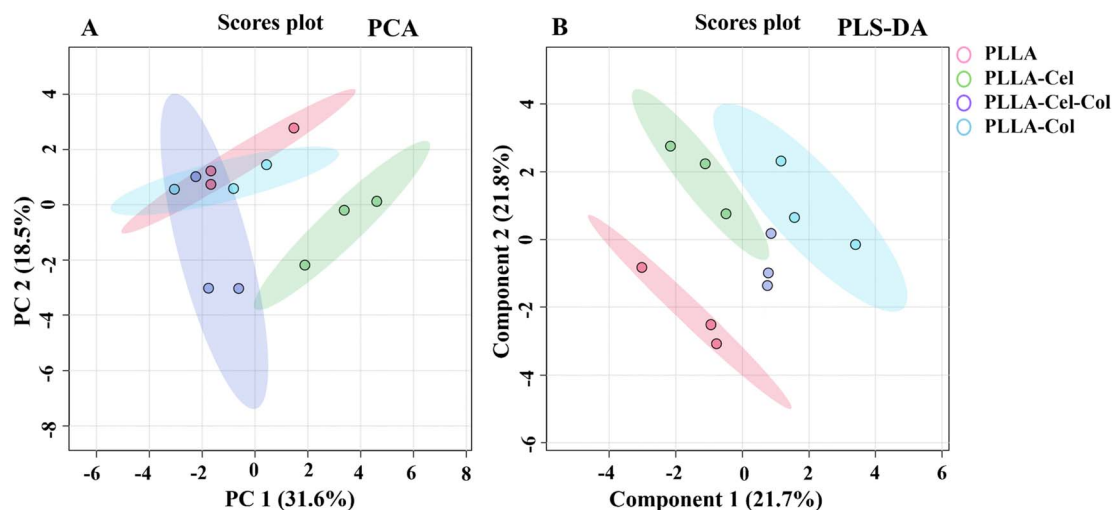 A Scores plot PCA
PC 2 (18.5%)
4
2
0
-2
-4
-6
-8
-6 -4 -2 0 2 4 6 8
PC 1 (31.6%)
B Scores plot PLS-DA
Component 2 (21.8%)
4
2
0
-2
-4
-6
-4 -2 0 2 4 6
Component 1 (21.7%)
PLLA
PLLA-Cel
PLLA-Cel-Col
PLLA-Col